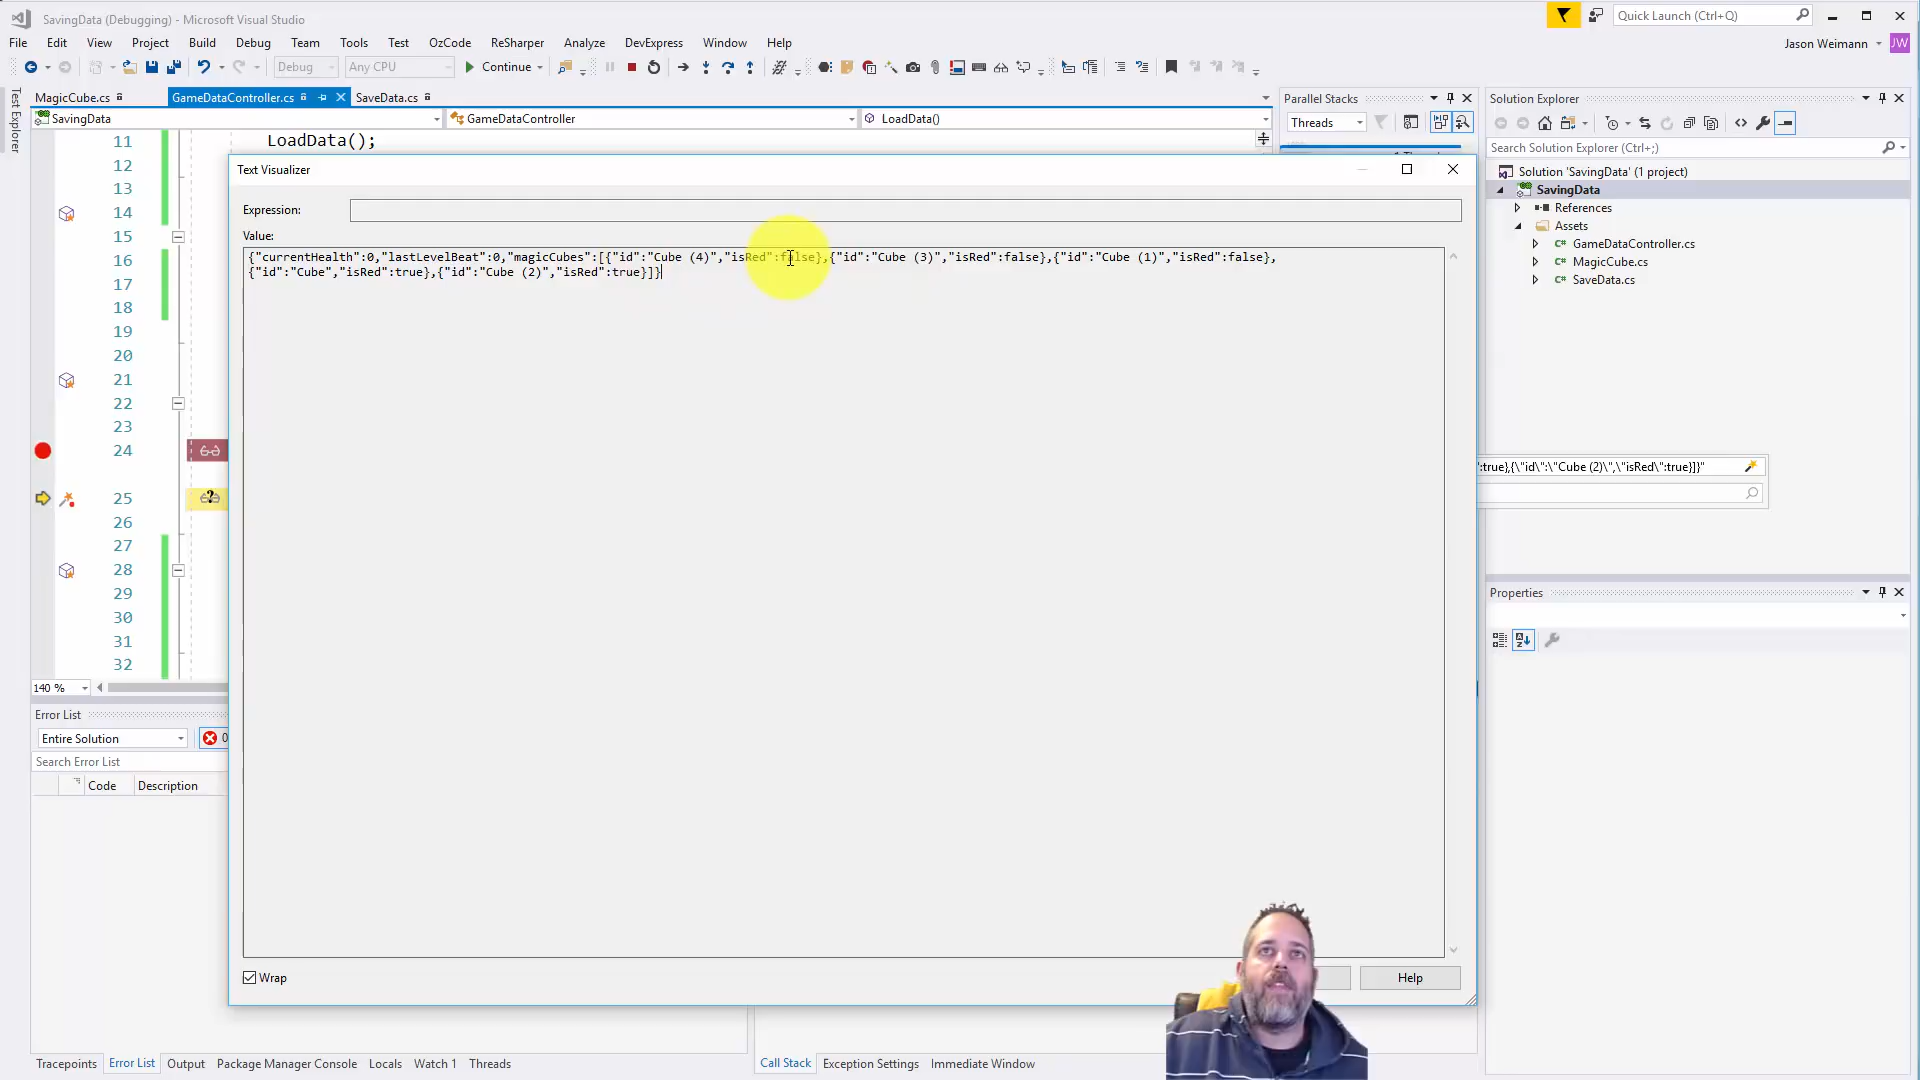 SavingData (Debugging) - Microsoft Visual Studio
Quick Launch (Ctrl+Q)
File Edit View Project Build Debug Team Tools Test OzCode ReSharper Analyze DevExpress Window Help
Jason Weimann JW
Debug Any CPU Continue
Test Explorer
MagicCube.cs GameDataController.cs SaveData.cs
SavingData GameDataController LoadData()
11 LoadData();
12
13
14
15
16
17
18
19
20
21
22
23
24
25
26
27
28
29
30
31
32
140 %
Text Visualizer
Expression:
Value:
{"currentHealth":0,"lastLevelBeat":0,"magicCubes":[{"id":"Cube (4)","isRed":false},{"id":"Cube (3)","isRed":false},{"id":"Cube (1)","isRed":false},
{"id":"Cube","isRed":true},{"id":"Cube (2)","isRed":true}]}
Wrap
Help
Parallel Stacks
Threads
Solution Explorer
Search Solution Explorer (Ctrl+;)
Solution 'SavingData' (1 project)
SavingData
References
Assets
GameDataController.cs
MagicCube.cs
SaveData.cs
:true},{\"id\":\"Cube (2)\",\"isRed\":true}]}"
Properties
Error List
Entire Solution 0
Search Error List
Code Description
Tracepoints Error List Output Package Manager Console Locals Watch 1 Threads
Call Stack Exception Settings Immediate Window